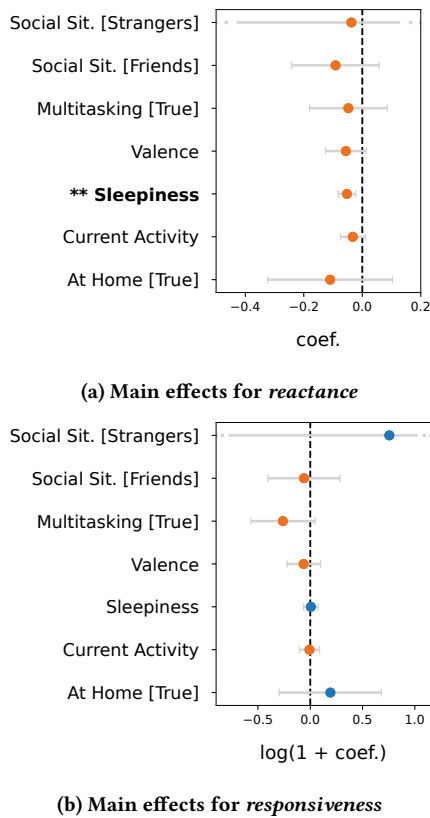 Social Sit. [Strangers]
Social Sit. [Friends]
Multitasking [True]
Valence
** Sleepiness
Current Activity
At Home [True]
−0.4 −0.2 0.0 0.2
coef.
(a) Main effects for reactance
Social Sit. [Strangers]
Social Sit. [Friends]
Multitasking [True]
Valence
Sleepiness
Current Activity
At Home [True]
−0.5 0.0 0.5 1.0
log(1 + coef.)
(b) Main effects for responsiveness